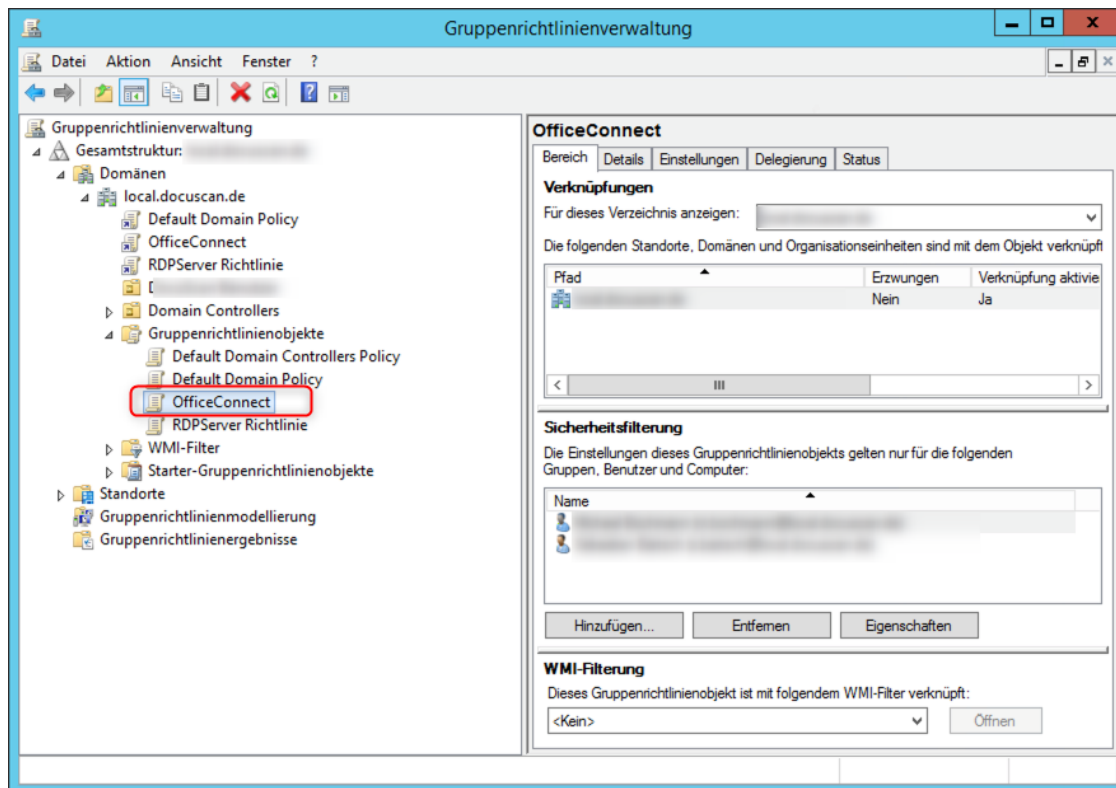 Gruppenrichtlinienverwaltung
Datei Aktion Ansicht Fenster ?
Gruppenrichtlinienverwaltung
Gesamtstruktur:
Domänen
local.docuscan.de
Default Domain Policy
OfficeConnect
RDPServer Richtlinie
Domain Controllers
Gruppenrichtlinienobjekte
Default Domain Controllers Policy
Default Domain Policy
OfficeConnect
RDPServer Richtlinie
WMI-Filter
Starter-Gruppenrichtlinienobjekte
Standorte
Gruppenrichtlinienmodellierung
Gruppenrichtlinienergebnisse
OfficeConnect
Bereich Details Einstellungen Delegierung Status
Verknüpfungen
Für dieses Verzeichnis anzeigen:
Die folgenden Standorte, Domänen und Organisationseinheiten sind mit dem Objekt verknüpft
Pfad Erzwungen Verknüpfung aktivie
Nein Ja
Sicherheitsfilterung
Die Einstellungen dieses Gruppenrichtlinienobjekts gelten nur für die folgenden
Gruppen, Benutzer und Computer:
Name
Hinzufügen... Entfernen Eigenschaften
WMI-Filterung
Dieses Gruppenrichtlinienobjekt ist mit folgendem WMI-Filter verknüpft:
<Kein> Öffnen